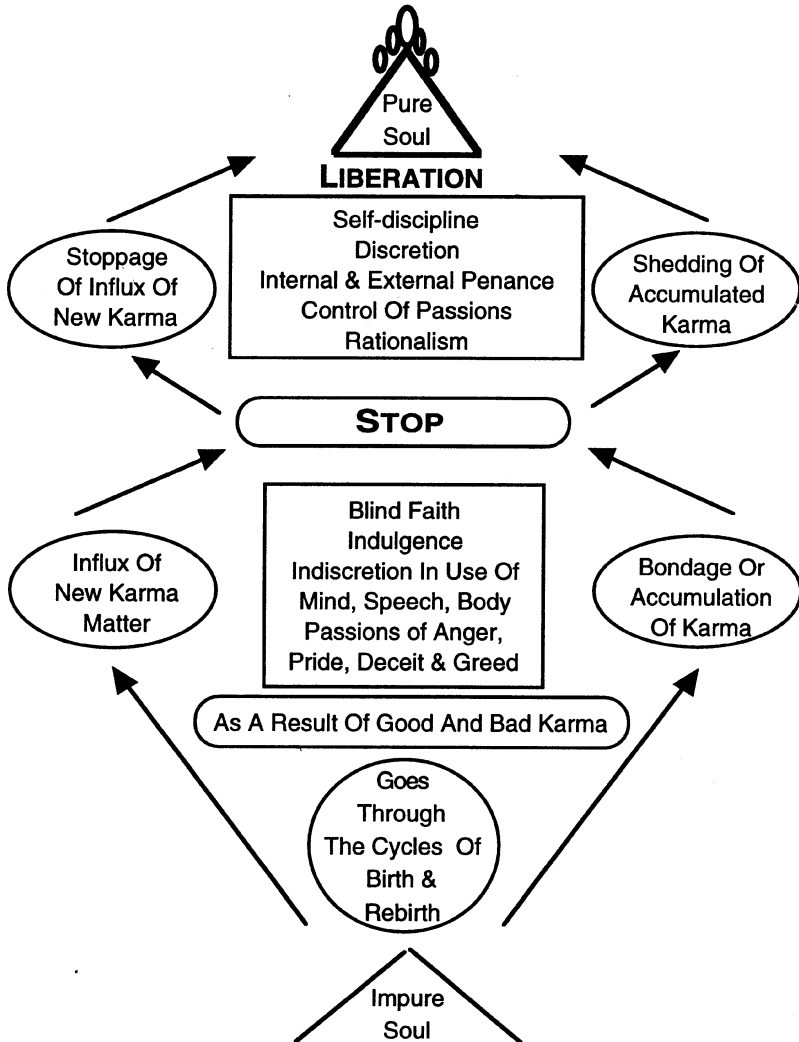 Pure
Soul
LIBERATION
Self-discipline
Discretion
Internal & External Penance
Control Of Passions
Rationalism
Stoppage
Of Influx Of
New Karma
Shedding Of
Accumulated
Karma
STOP
Blind Faith
Indulgence
Indiscretion In Use Of
Mind, Speech, Body
Passions of Anger,
Pride, Deceit & Greed
Influx Of
New Karma
Matter
Bondage Or
Accumulation
Of Karma
As A Result Of Good And Bad Karma
Goes
Through
The Cycles Of
Birth &
Rebirth
Impure
Soul